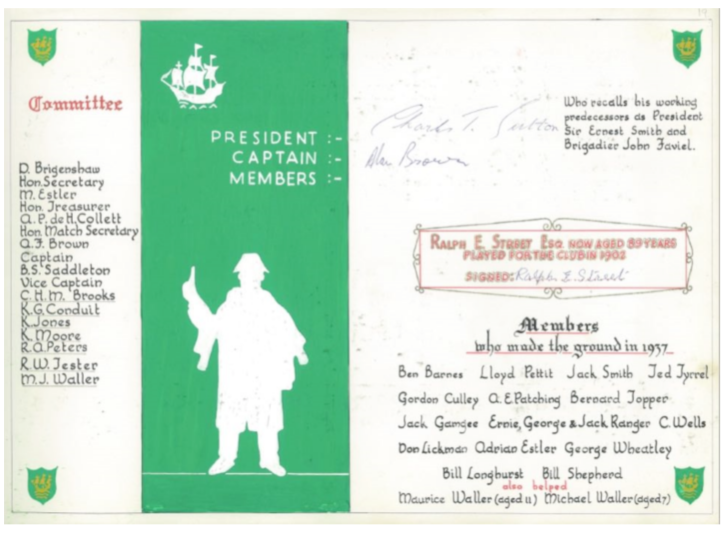 Committee
D. Brigenshaw
Hon. Secretary
M. Estler
Hon. Treasurer
A. P. de H. Collett
Hon. Match Secretary
A. J. Brown
Captain
B. S. Saddleton
Vice Captain
C. H. M. Brooks
K. G. Conduit
K. Jones
K. Moore
R. A. Peters
R. W. Jester
M. J. Waller
PRESIDENT :-
CAPTAIN :-
MEMBERS :-
Charles T. Sutton
Alan Brown
Who recalls his working
predecessors as President
Sir Ernest Smith and
Brigadier John Faviel.
RALPH E. STREET ESQ. NOW AGED 89 YEARS
PLAYED FOR THE CLUB IN 1902
SIGNED: Ralph E. Street
Members
who made the ground in 1937
Ben Barnes Lloyd Pettit Jack Smith Ted Tyrrel
Gordon Culley A. E. Patching Bernard Topper
Jack Gamgee Ernie, George & Jack Ranger C. Wells
Don Lickman Adrian Estler George Wheatley
Bill Longhurst Bill Shepherd
also helped
Maurice Waller (aged 11) Michael Waller (aged 7)